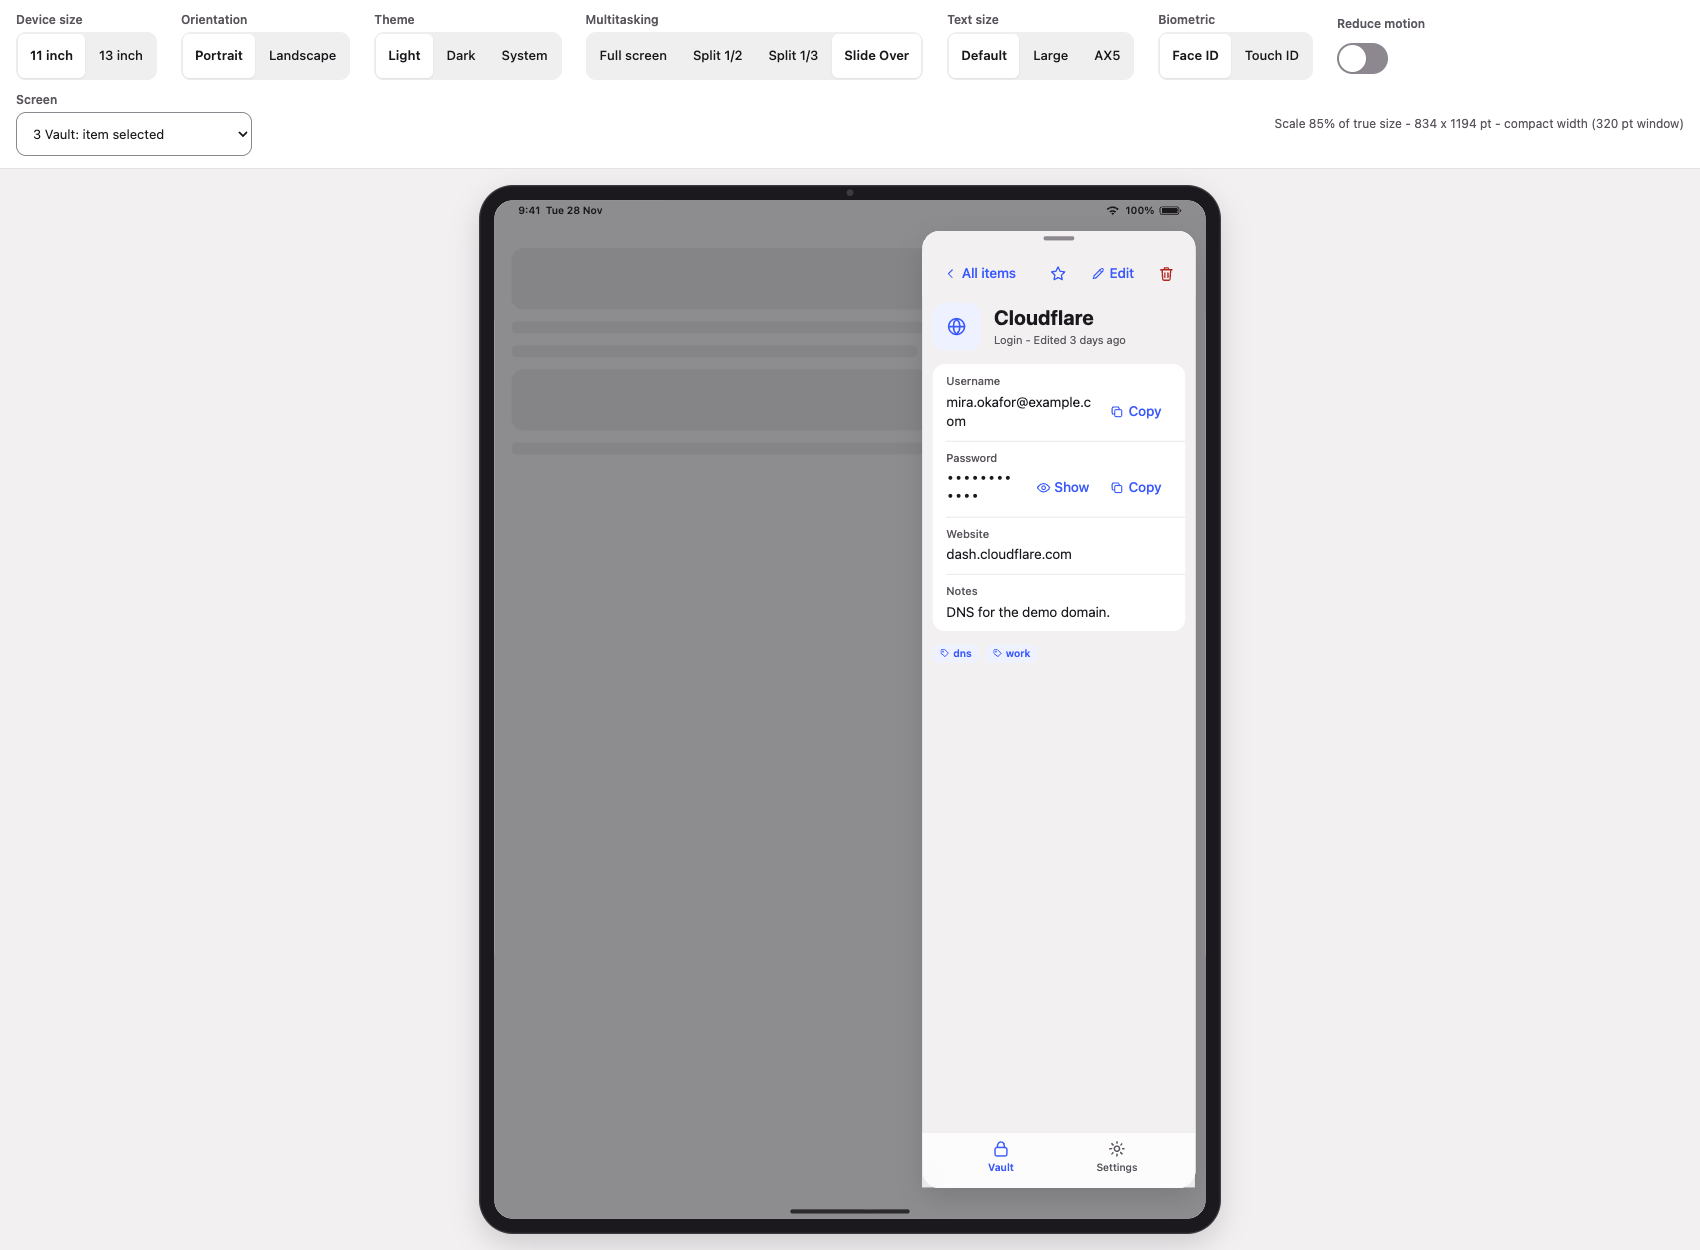 Device size
Orientation
Theme
Multitasking
Text size
Biometric
Reduce motion
11 inch 13 inch
Portrait Landscape
Light Dark System
Full screen Split 1/2 Split 1/3 Slide Over
Default Large AX5
Face ID Touch ID
Screen
3 Vault: item selected
Scale 85% of true size - 834 x 1194 pt - compact width (320 pt window)
9:41 Tue 28 Nov
100%
All items
Edit
Cloudflare
Login - Edited 3 days ago
Username
mira.okafor@example.c
om
Copy
Password
••••••••
••••
Show
Copy
Website
dash.cloudflare.com
Notes
DNS for the demo domain.
dns work
Vault
Settings